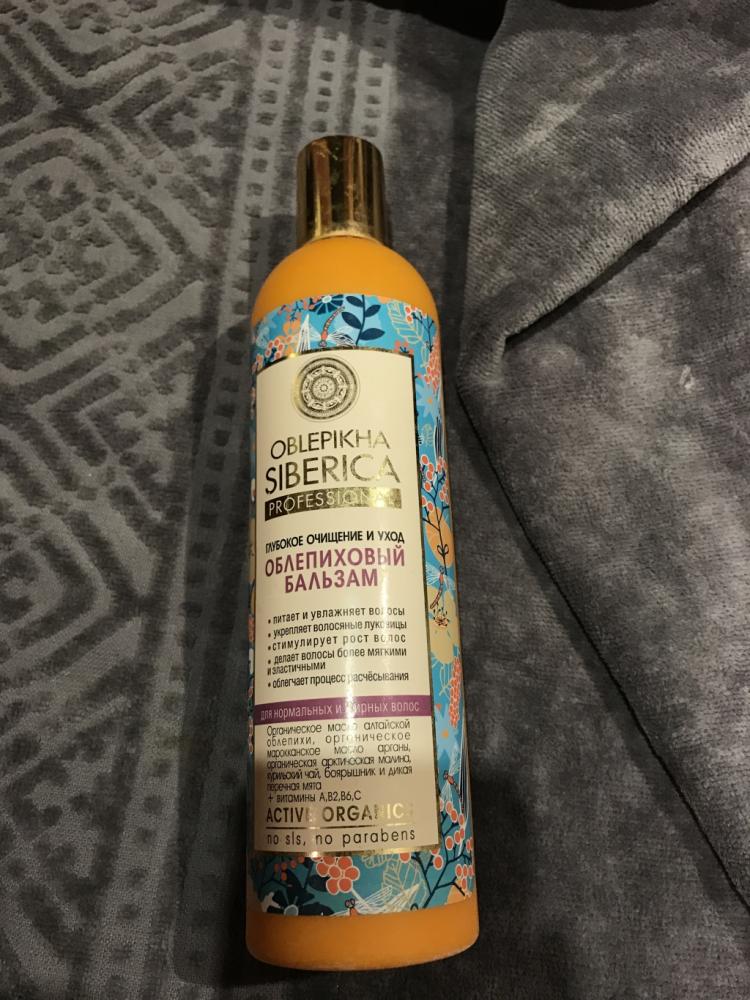 OBLEPIKHA
SIBERICA
PROFESSIONAL
ГЛУБОКОЕ ОЧИЩЕНИЕ И УХОД
ОБЛЕПИХОВЫЙ
БАЛЬЗАМ
• питает и увлажняет волосы
• укрепляет волосяные луковицы
• стимулирует рост волос
• делает волосы более мягкими
и эластичными
• облегчает процесс расчёсывания
для нормальных и жирных волос
Органическое масло алтайской
облепихи, органическое
марокканское масло арганы,
органическая арктическая малина,
курильский чай, боярышник и дикая
перечная мята
+ витамины A,B2,B6,C
ACTIVE ORGANICS
no sls, no parabens